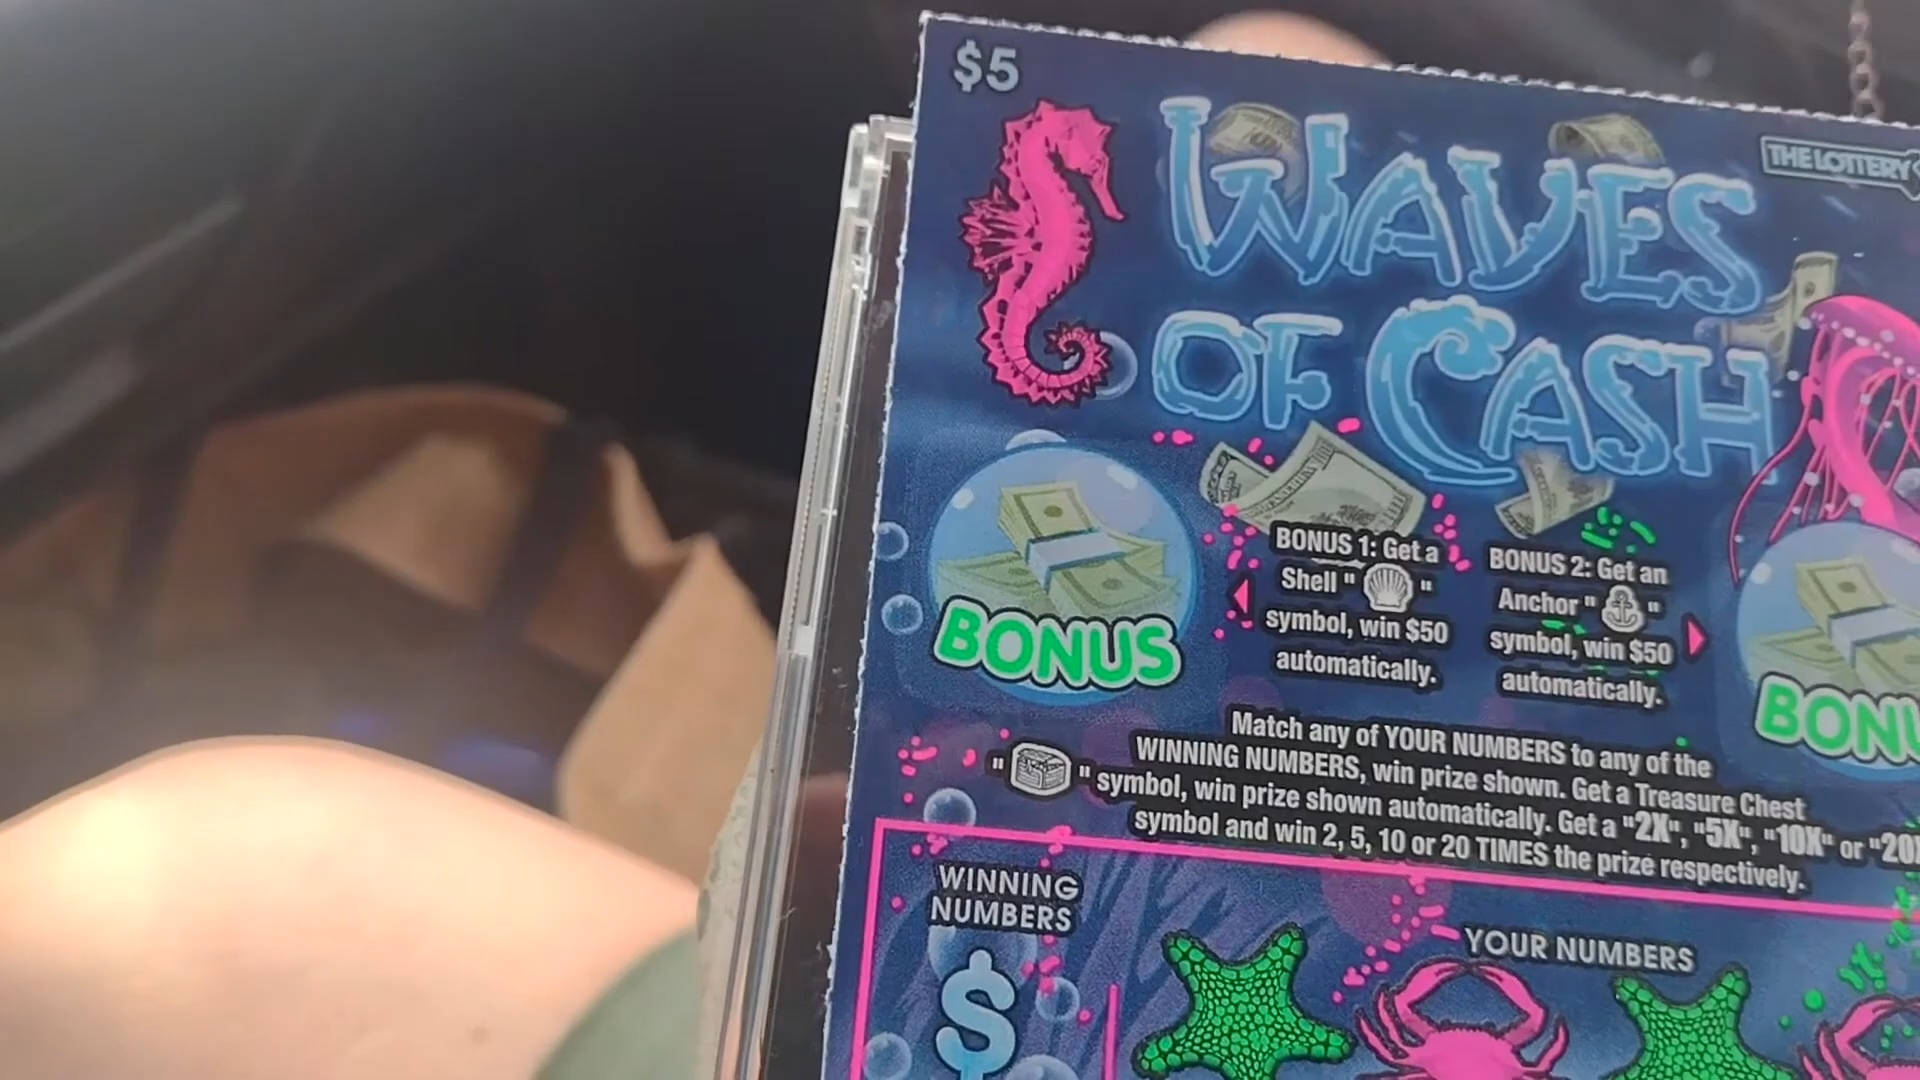 $5
THE LOTTERY
WAVES
OF CASH
BONUS 1: Get a
Shell " "
symbol, win $50
automatically.
BONUS 2: Get an
Anchor " "
symbol, win $50
automatically.
BONUS
BONU
Match any of YOUR NUMBERS to any of the
WINNING NUMBERS, win prize shown. Get a Treasure Chest
" " symbol, win prize shown automatically. Get a "2X", "5X", "10X" or "20X
symbol and win 2, 5, 10 or 20 TIMES the prize respectively.
WINNING
NUMBERS
YOUR NUMBERS
$